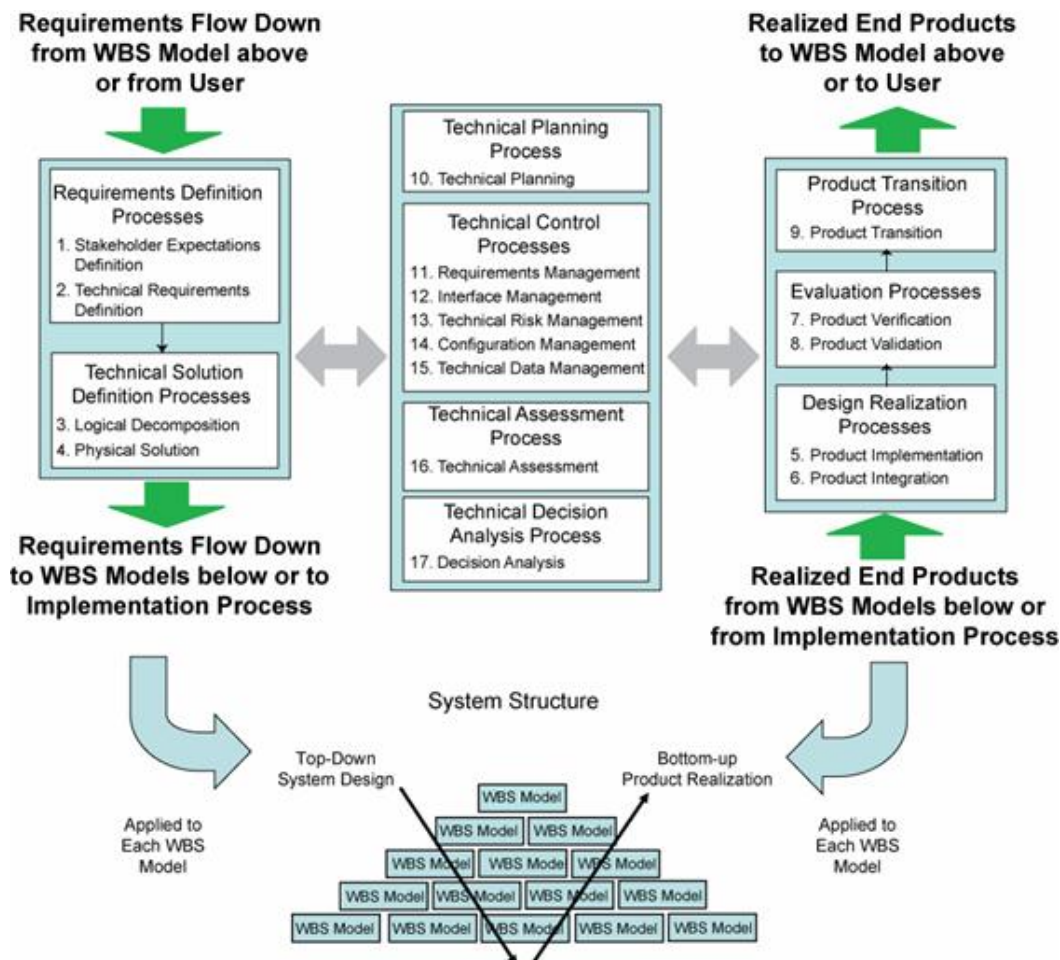 Requirements Flow Down
from WBS Model above
or from User
Requirements Definition
Processes
1. Stakeholder Expectations
Definition
2. Technical Requirements
Definition
Technical Solution
Definition Processes
3. Logical Decomposition
4. Physical Solution
Requirements Flow Down
to WBS Models below or to
Implementation Process
Technical Planning
Process
10. Technical Planning
Technical Control
Processes
11. Requirements Management
12. Interface Management
13. Technical Risk Management
14. Configuration Management
15. Technical Data Management
Technical Assessment
Process
16. Technical Assessment
Technical Decision
Analysis Process
17. Decision Analysis
Realized End Products
to WBS Model above
or to User
Product Transition
Process
9. Product Transition
Evaluation Processes
7. Product Verification
8. Product Validation
Design Realization
Processes
5. Product Implementation
6. Product Integration
Realized End Products
from WBS Models below or
from Implementation Process
System Structure
Top-Down
System Design
Bottom-up
Product Realization
Applied to
Each WBS
Model
Applied to
Each WBS
Model
WBS Model
WBS Model WBS Model
WBS Model WBS Model WBS Model
WBS Model WBS Model WBS Model WBS Model
WBS Model WBS Model WBS Model WBS Model WBS Model